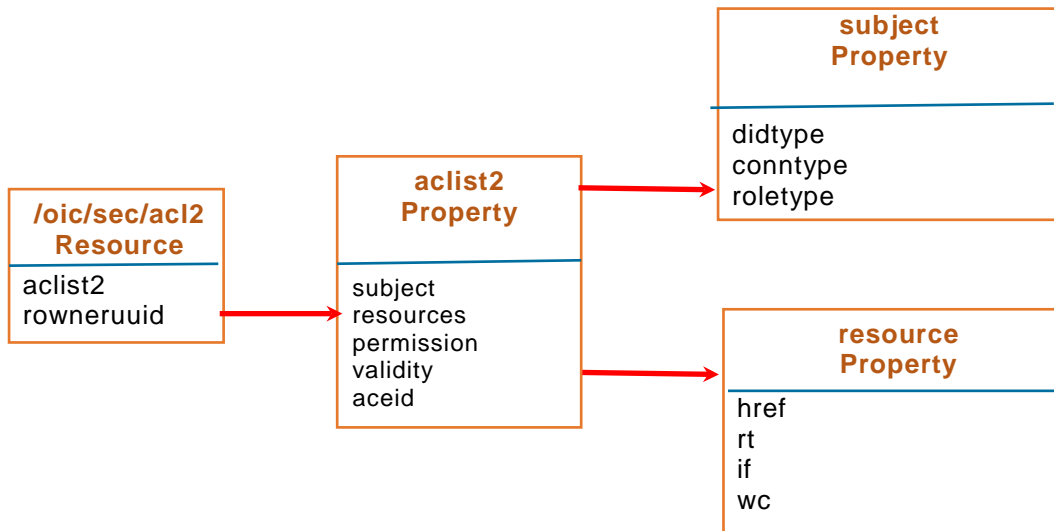 /oic/sec/acl2
Resource
aclist2
rowneruuid
aclist2
Property
subject
resources
permission
validity
aceid
subject
Property
didtype
conntype
roletype
resource
Property
href
rt
if
wc